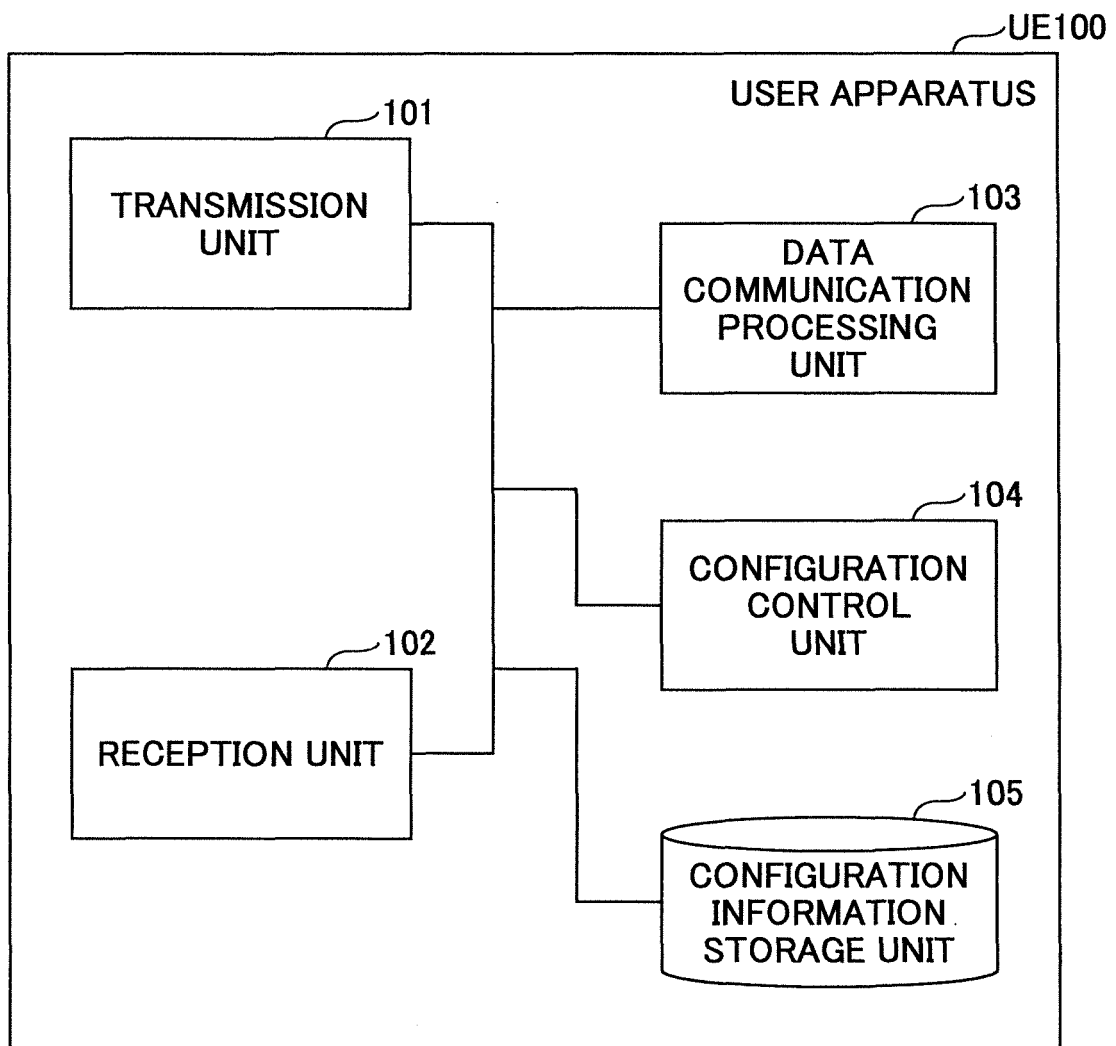 UE100
USER APPARATUS
101
TRANSMISSION
UNIT
103
DATA
COMMUNICATION
PROCESSING
UNIT
104
CONFIGURATION
CONTROL
UNIT
102
RECEPTION UNIT
105
CONFIGURATION
INFORMATION
STORAGE UNIT